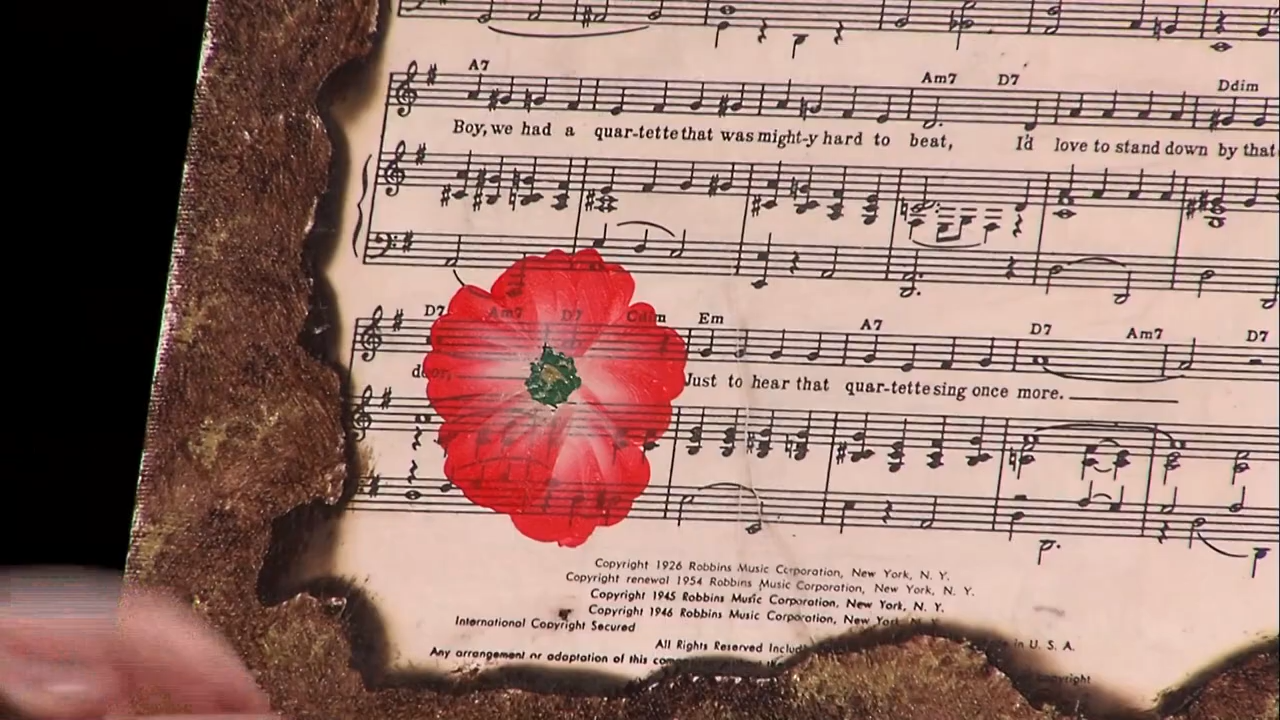 A7 Am7 D7 Ddim
Boy, we had a quar-tette that was might-y hard to beat, I'd love to stand down by that
D7 Am7 D7 Cdim Em A7 D7 Am7 D7
door, Just to hear that quar-tette sing once more.
Copyright 1926 Robbins Music Corporation, New York, N. Y.
Copyright renewal 1954 Robbins Music Corporation, New York, N. Y.
Copyright 1945 Robbins Music Corporation, New York, N. Y.
Copyright 1946 Robbins Music Corporation, New York, N. Y.
International Copyright Secured
All Rights Reserved in U. S. A.
Any arrangement or adaptation of this copyright